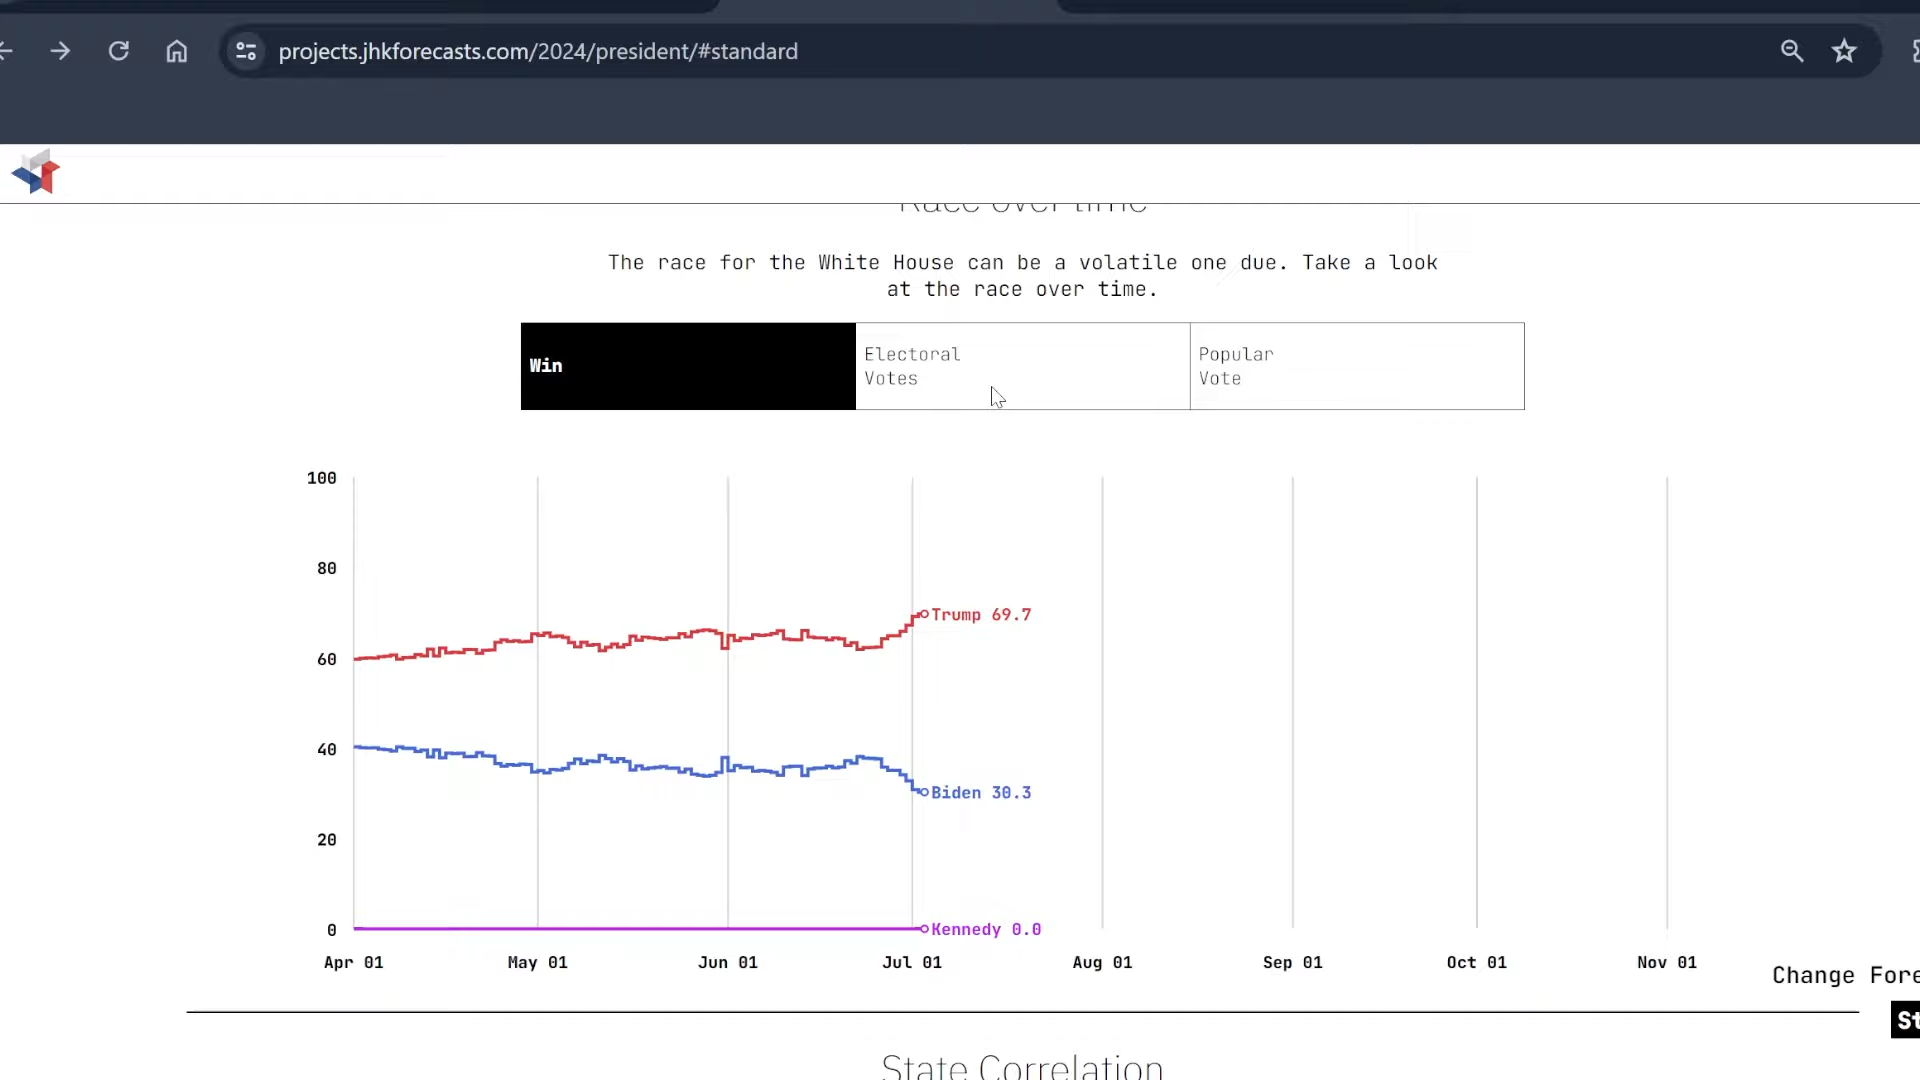 projects.jhkforecasts.com/2024/president/#standard
Race over time
The race for the White House can be a volatile one due. Take a look
at the race over time.
Win
Electoral
Votes
Popular
Vote
100
80
60
40
20
0
Trump 69.7
Biden 30.3
Kennedy 0.0
Apr 01 May 01 Jun 01 Jul 01 Aug 01 Sep 01 Oct 01 Nov 01
Change Fore
St
State Correlation